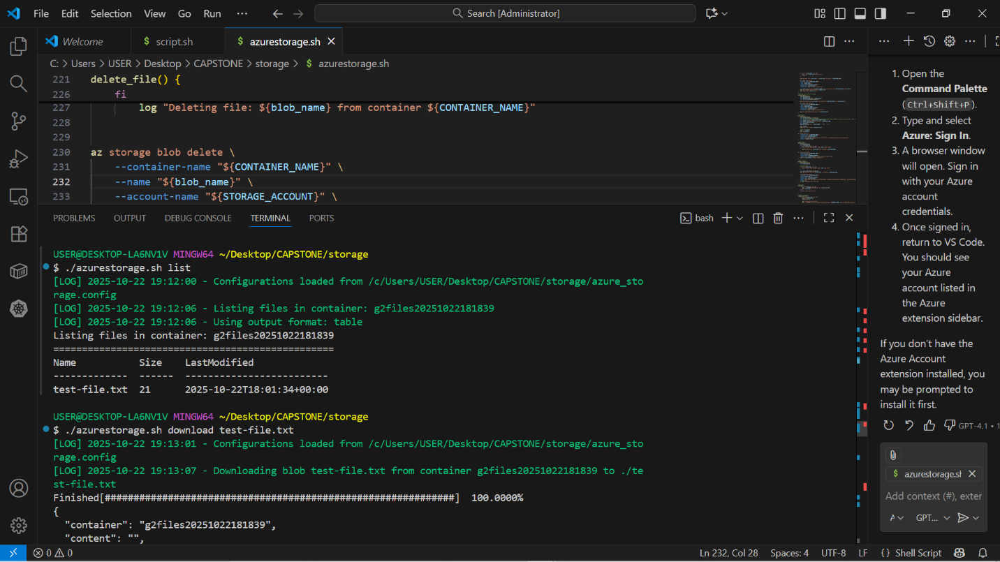 File Edit Selection View Go Run ··· Search [Administrator]
Welcome $ script.sh $ azurestorage.sh
C: > Users > USER > Desktop > CAPSTONE > storage > $ azurestorage.sh
221 delete_file() {
226 fi
227 log "Deleting file: ${blob_name} from container ${CONTAINER_NAME}"
228
229
230 az storage blob delete \
231 --container-name "${CONTAINER_NAME}" \
232 --name "${blob_name}" \
233 --account-name "${STORAGE_ACCOUNT}" \
PROBLEMS OUTPUT DEBUG CONSOLE TERMINAL PORTS bash
USER@DESKTOP-LA6NV1V MINGW64 ~/Desktop/CAPSTONE/storage
$ ./azurestorage.sh list
[LOG] 2025-10-22 19:12:00 - Configurations loaded from /c/Users/USER/Desktop/CAPSTONE/storage/azure_sto
rage.config
[LOG] 2025-10-22 19:12:06 - Listing files in container: g2files20251022181839
[LOG] 2025-10-22 19:12:06 - Using output format: table
Listing files in container: g2files20251022181839
=================================================
Name Size LastModified
------------- ------ -------------------------
test-file.txt 21 2025-10-22T18:01:34+00:00
USER@DESKTOP-LA6NV1V MINGW64 ~/Desktop/CAPSTONE/storage
$ ./azurestorage.sh download test-file.txt
[LOG] 2025-10-22 19:13:01 - Configurations loaded from /c/Users/USER/Desktop/CAPSTONE/storage/azure_sto
rage.config
[LOG] 2025-10-22 19:13:07 - Downloading blob test-file.txt from container g2files20251022181839 to ./te
st-file.txt
Finished[#############################################################] 100.0000%
{
"container": "g2files20251022181839",
"content": "",
1. Open the
Command Palette
(Ctrl+Shift+P).
2. Type and select
Azure: Sign In.
3. A browser window
will open. Sign in
with your Azure
account
credentials.
4. Once signed in,
return to VS Code.
You should see
your Azure
account listed in
the Azure
extension sidebar.
If you don't have the
Azure Account
extension installed, you
may be prompted to
install it first.
GPT-4.1 • 1
$ azurestorage.sh
Add context (#), exter
A GPT...
0 0 Ln 232, Col 28 Spaces: 4 UTF-8 LF {} Shell Script